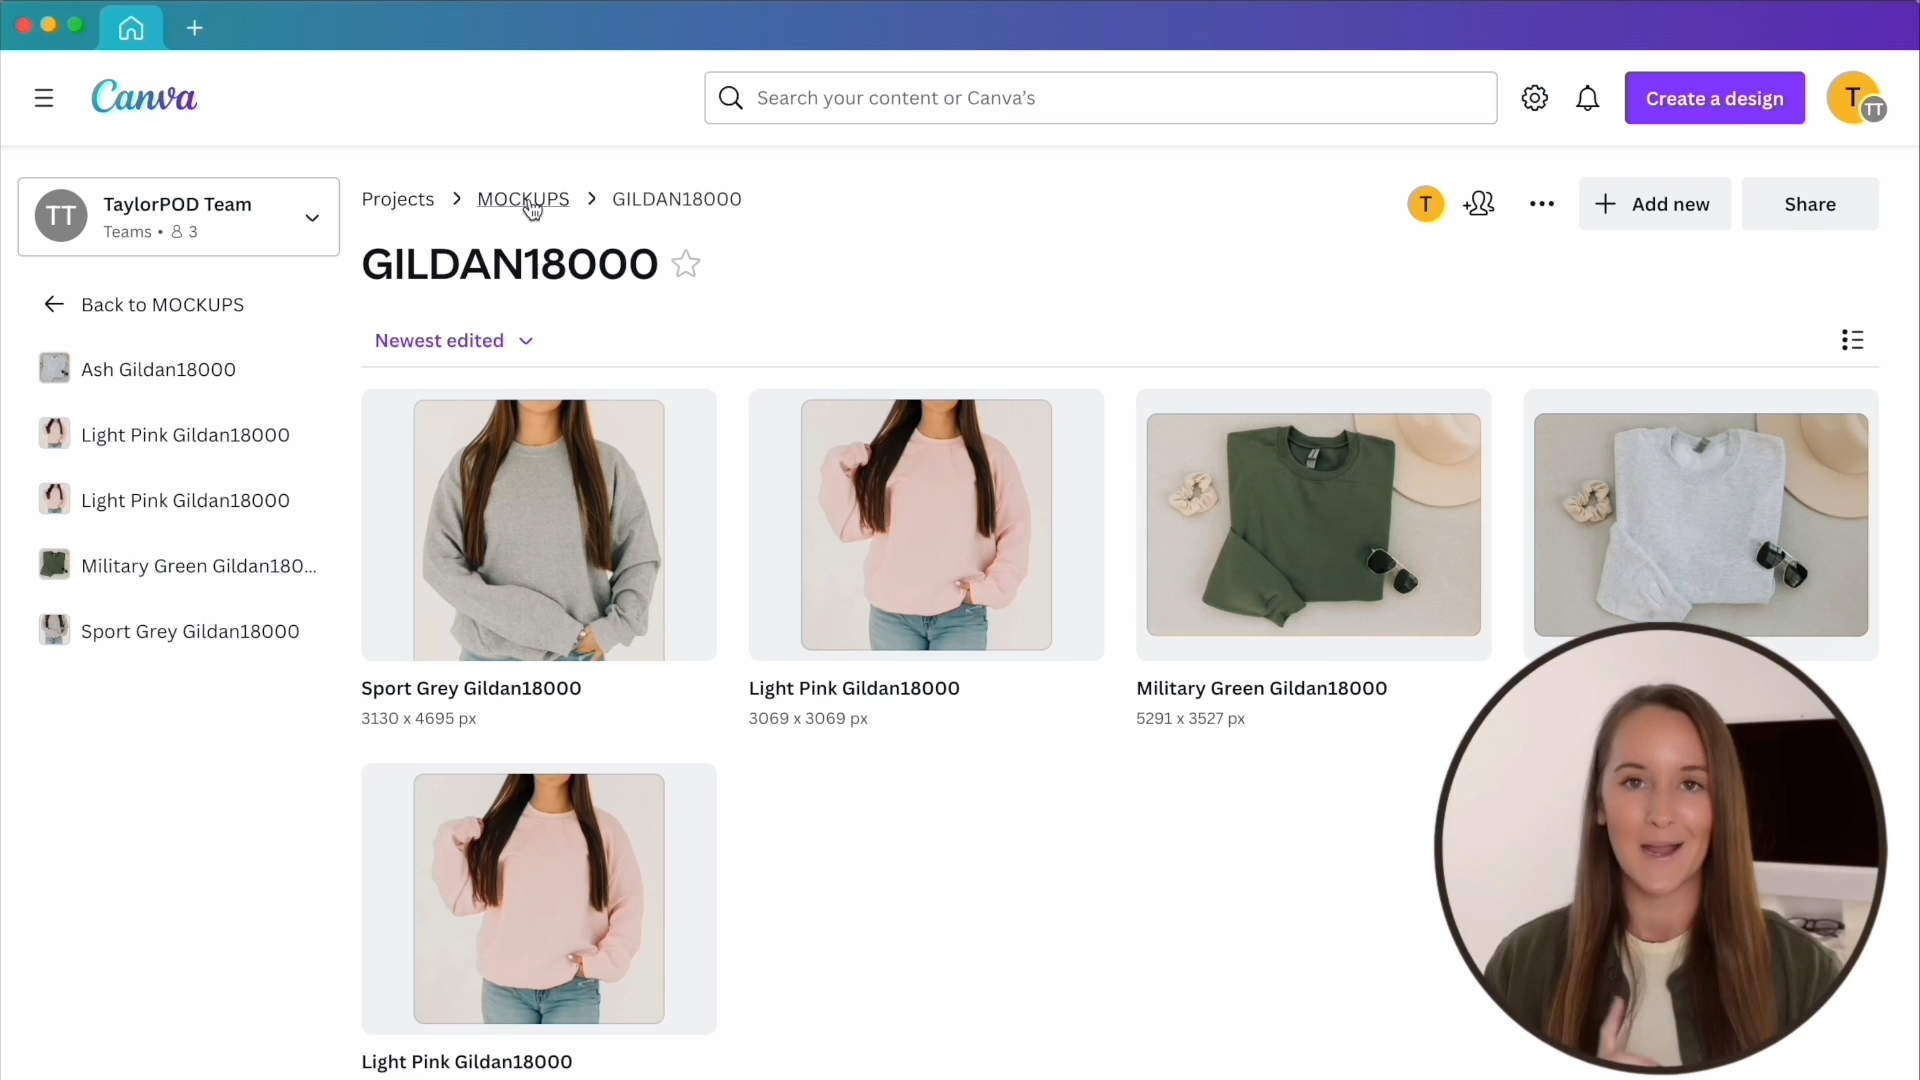 Canva
Search your content or Canva's
Create a design
T
TT
TT
TaylorPOD Team
Teams • 3
Projects > MOCKUPS > GILDAN18000
T
Add new
Share
GILDAN18000
Back to MOCKUPS
Newest edited
Ash Gildan18000
Light Pink Gildan18000
Light Pink Gildan18000
Military Green Gildan180...
Sport Grey Gildan18000
Sport Grey Gildan18000
3130 x 4695 px
Light Pink Gildan18000
3069 x 3069 px
Military Green Gildan18000
5291 x 3527 px
Light Pink Gildan18000